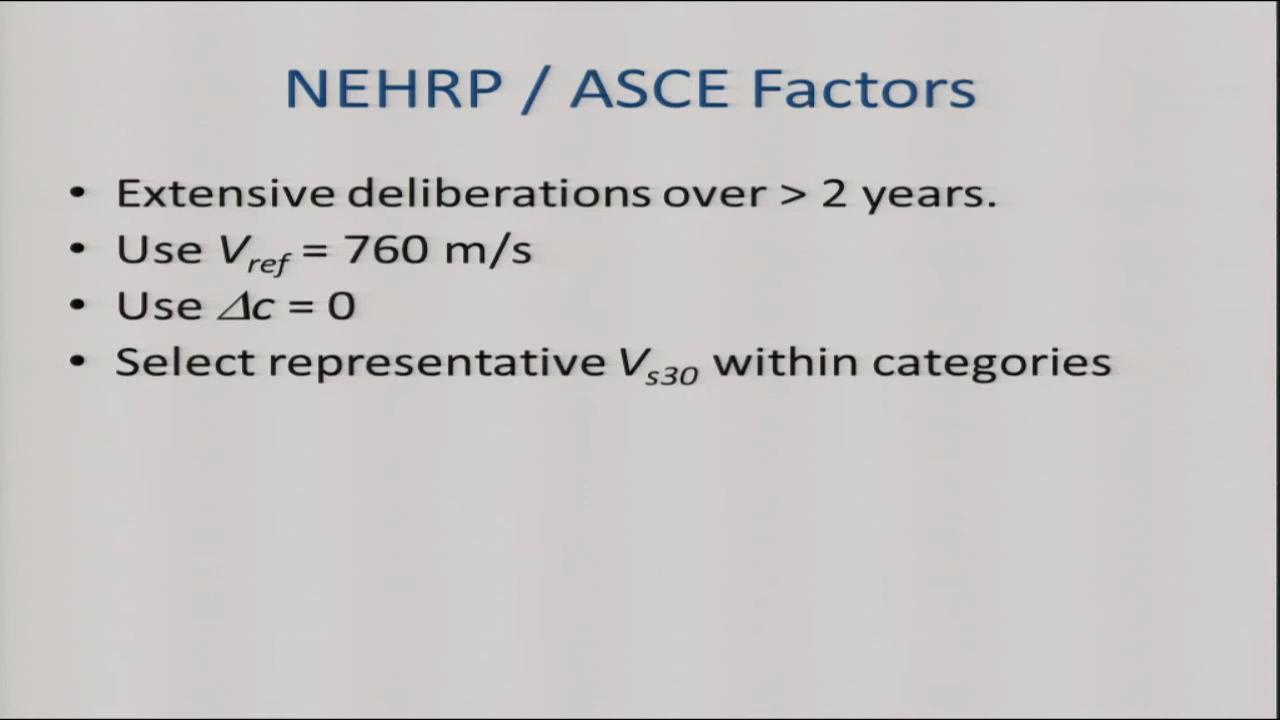 NEHRP / ASCE Factors
• Extensive deliberations over > 2 years.
• Use Vref = 760 m/s
• Use Δc = 0
• Select representative Vs30 within categories